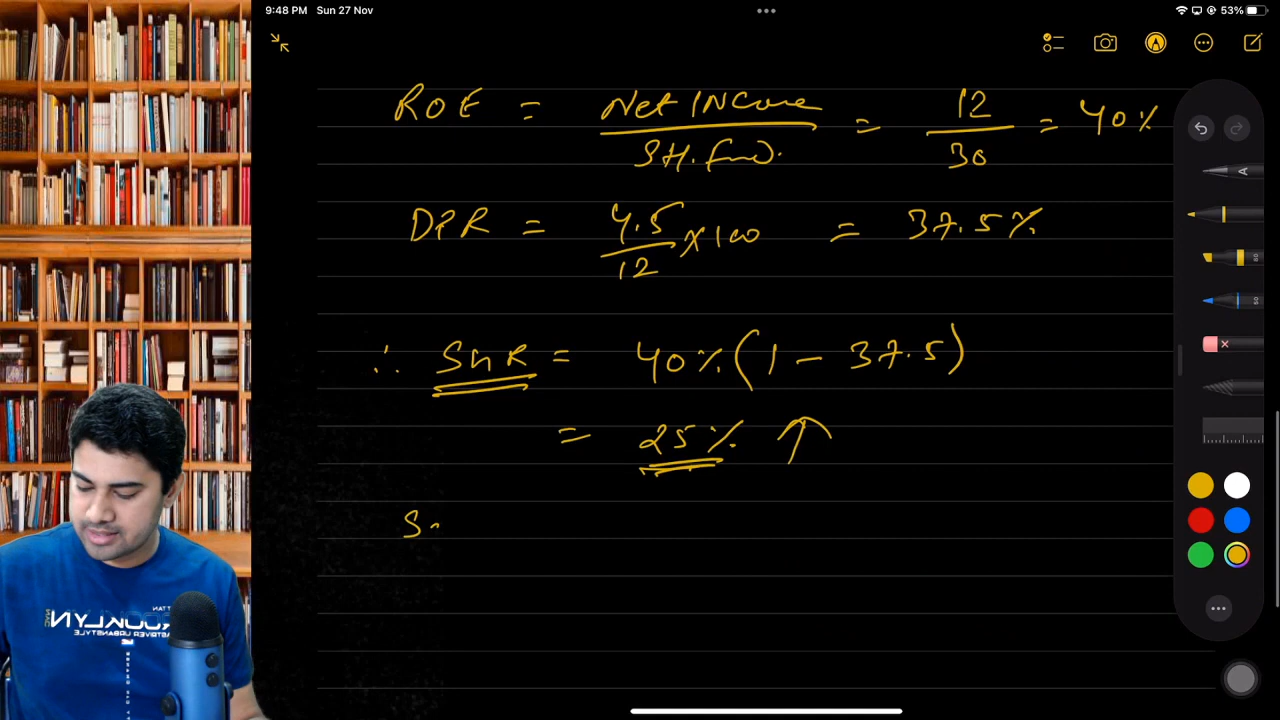 9:48 PM Sun 27 Nov
53%
ROE = Net Income / SH. Fund. = 12 / 30 = 40%
DPR = 4.5 / 12 × 100 = 37.5%
∴ SGR = 40% (1 - 37.5)
= 25% ↑
S